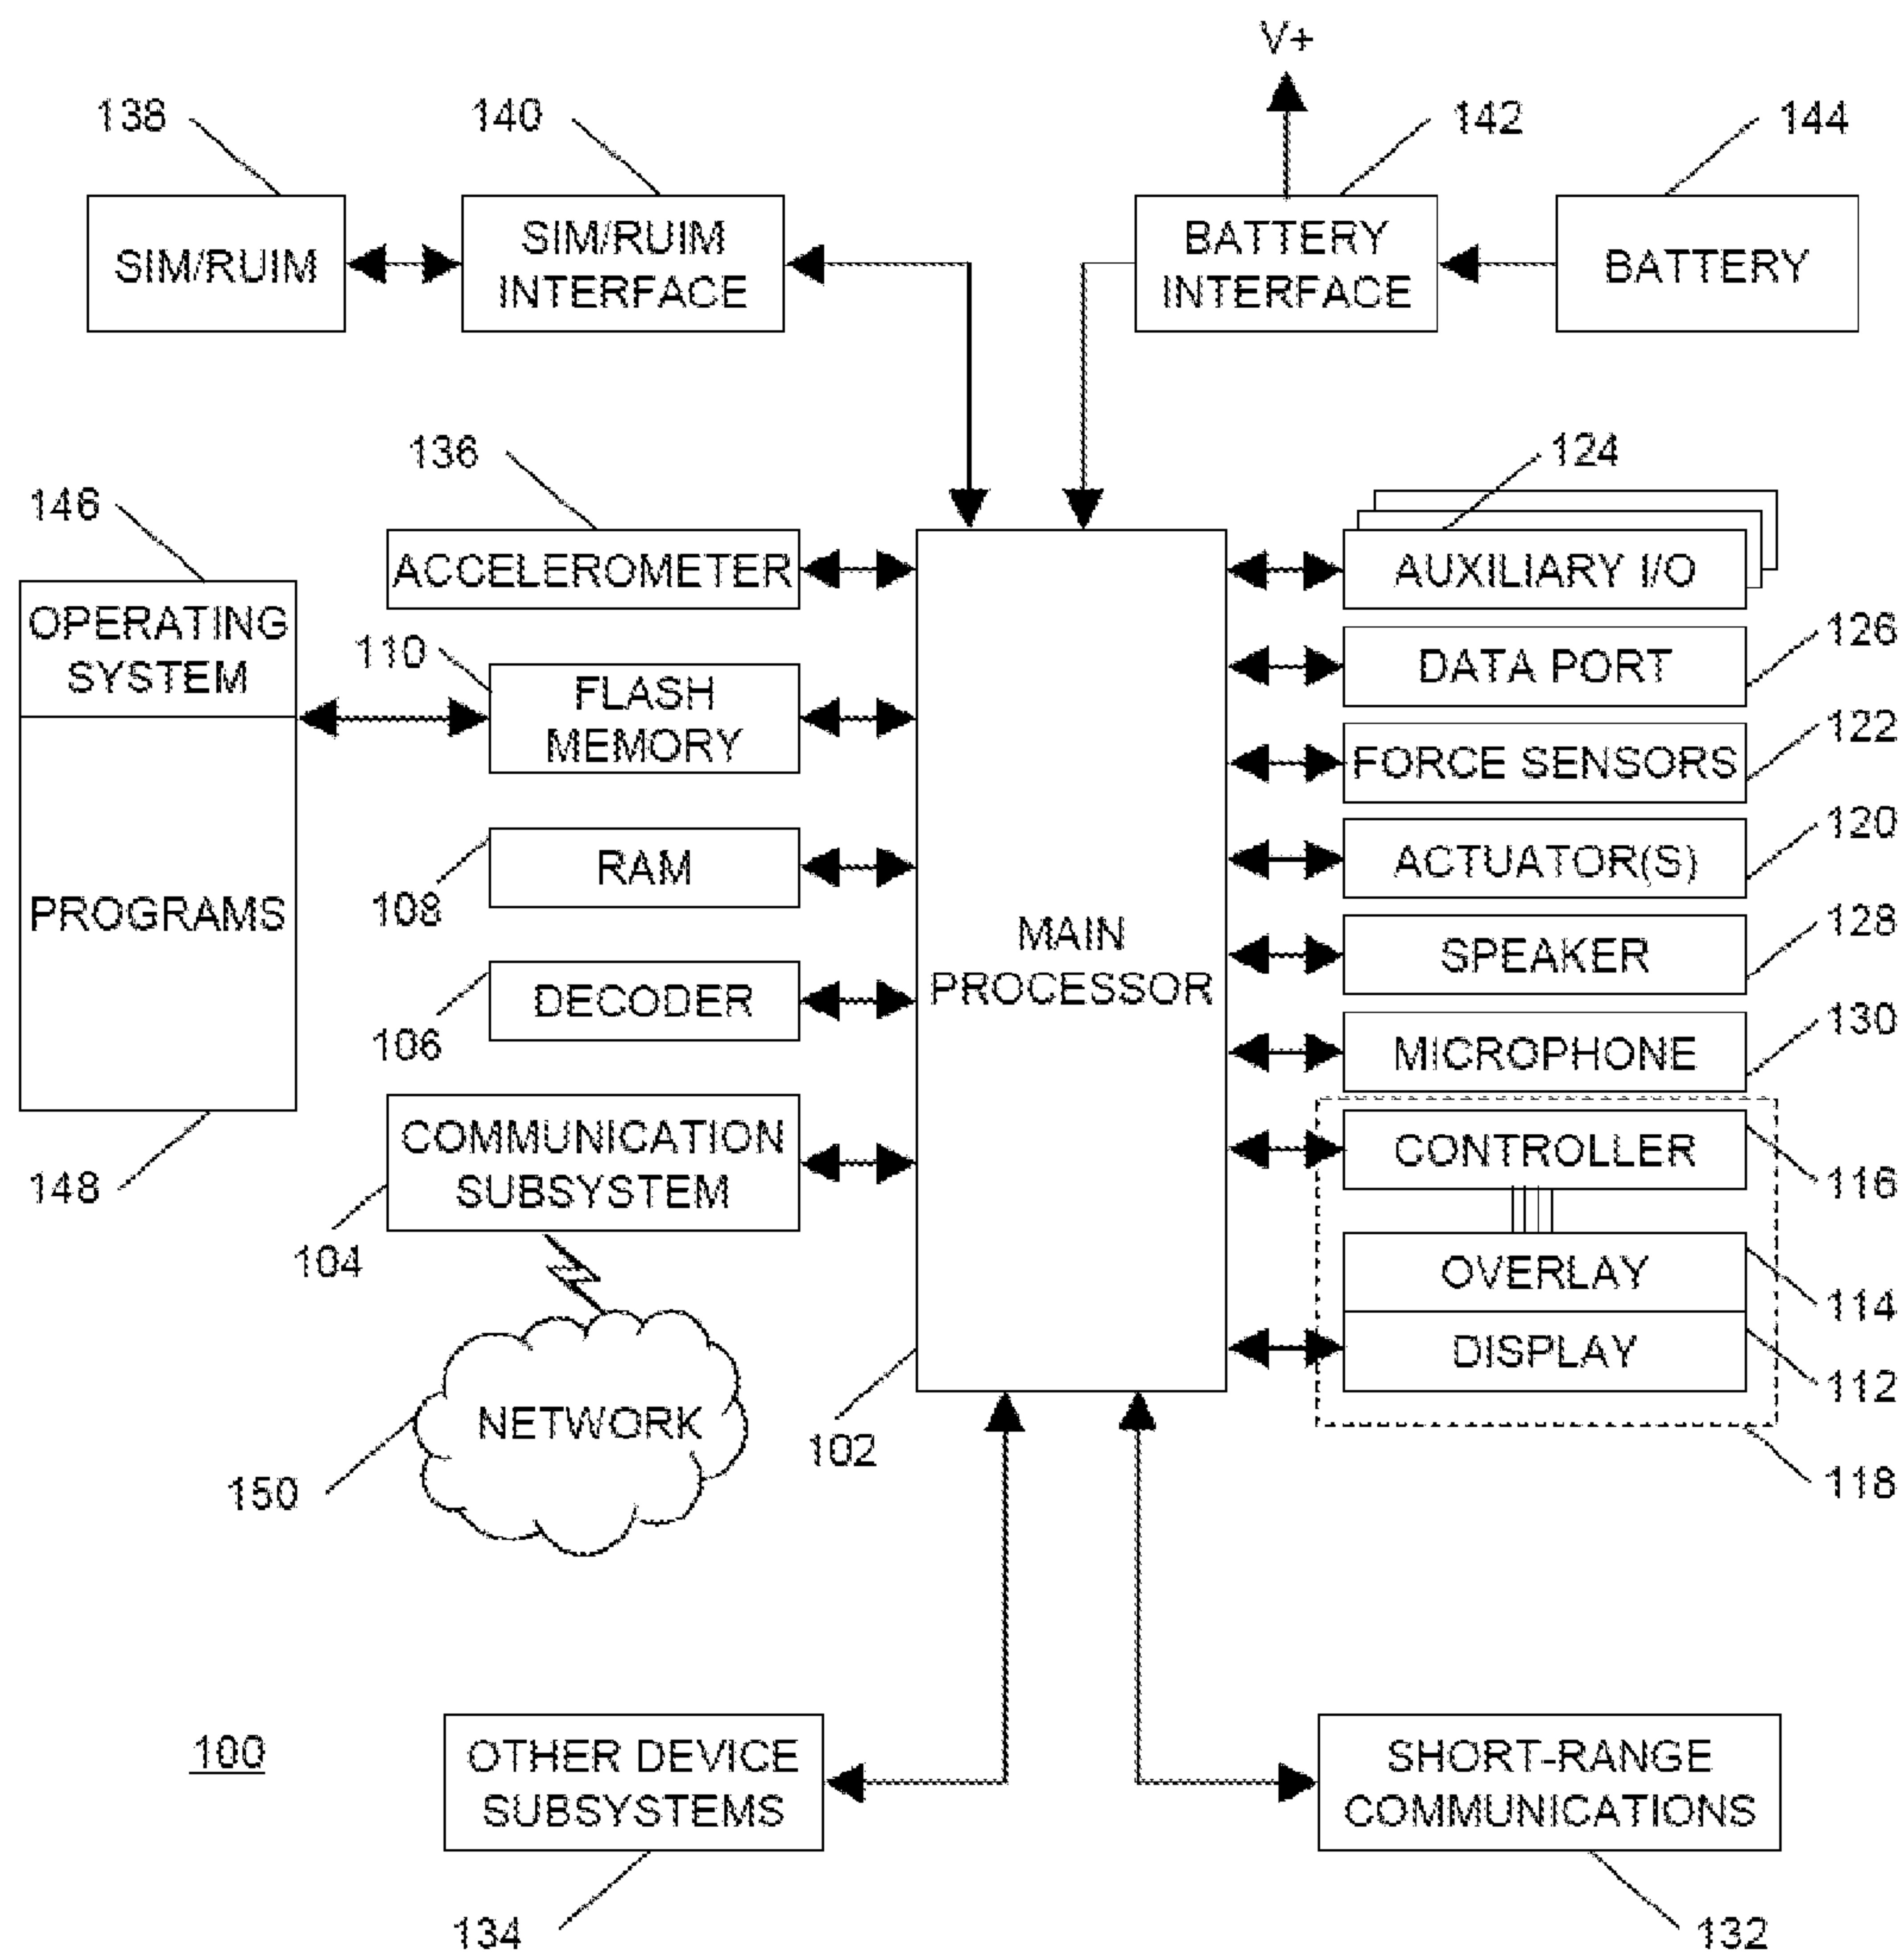 V+
138
140
142
144
SIM/RUIM
SIM/RUIM
INTERFACE
BATTERY
INTERFACE
BATTERY
136
124
146
ACCELEROMETER
AUXILIARY I/O
OPERATING
SYSTEM
110
FLASH
MEMORY
DATA PORT
126
FORCE SENSORS
122
PROGRAMS
RAM
108
MAIN
PROCESSOR
ACTUATOR(S)
120
SPEAKER
128
DECODER
106
MICROPHONE
130
COMMUNICATION
SUBSYSTEM
CONTROLLER
116
148
104
OVERLAY
114
DISPLAY
112
NETWORK
150
102
118
100
OTHER DEVICE
SUBSYSTEMS
SHORT-RANGE
COMMUNICATIONS
134
132